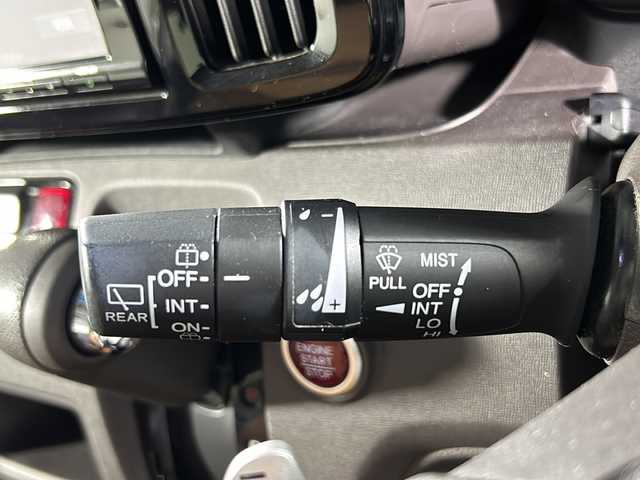 OFF
INT
ON
REAR
- 
+
PULL
MIST
OFF
INT
LO
HI
ENGINE
START
STOP